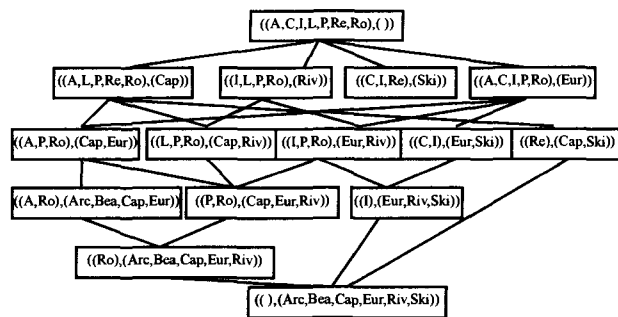 ((A,C,I,L,P,Re,Ro),( ))
((A,L,P,Re,Ro),(Cap)) ((I,L,P,Ro),(Riv)) ((C,I,Re),(Ski)) ((A,C,I,P,Ro),(Eur))
((A,P,Ro),(Cap,Eur)) ((L,P,Ro),(Cap,Riv)) ((I,P,Ro),(Eur,Riv)) ((C,I),(Eur,Ski)) ((Re),(Cap,Ski))
((A,Ro),(Arc,Bea,Cap,Eur)) ((P,Ro),(Cap,Eur,Riv)) ((I),(Eur,Riv,Ski))
((Ro),(Arc,Bea,Cap,Eur,Riv))
(( ),(Arc,Bea,Cap,Eur,Riv,Ski))